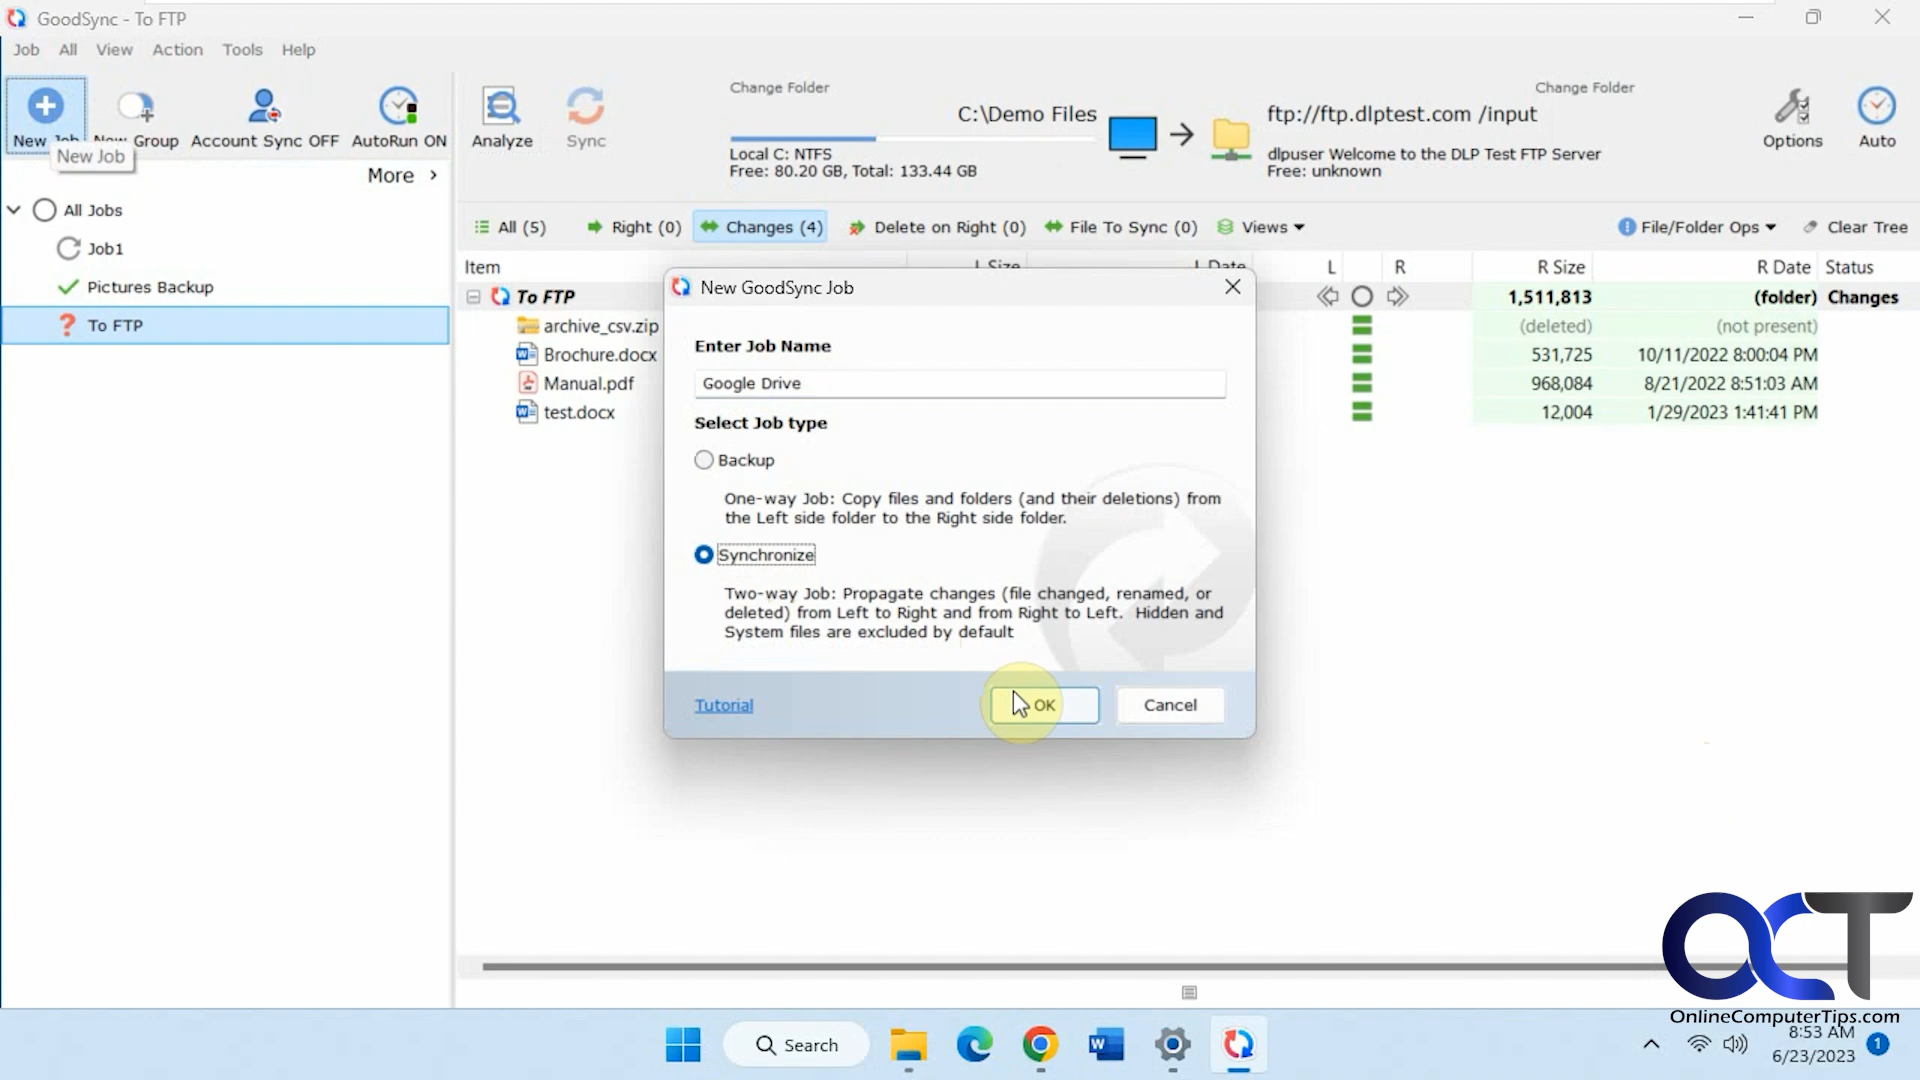 GoodSync - To FTP
Job All View Action Tools Help
New Job New Group Account Sync OFF AutoRun ON
New Job
More
All Jobs
Job1
Pictures Backup
To FTP
Analyze
Sync
Change Folder
C:\Demo Files
Local C: NTFS
Free: 80.20 GB, Total: 133.44 GB
Change Folder
ftp://ftp.dlptest.com /input
dlpuser Welcome to the DLP Test FTP Server
Free: unknown
Options
Auto
All (5) Right (0) Changes (4) Delete on Right (0) File To Sync (0) Views File/Folder Ops Clear Tree
Item L Size L Date L R R Size R Date Status
To FTP 1,511,813 (folder) Changes
archive_csv.zip (deleted) (not present)
Brochure.docx 531,725 10/11/2022 8:00:04 PM
Manual.pdf 968,084 8/21/2022 8:51:03 AM
test.docx 12,004 1/29/2023 1:41:41 PM
New GoodSync Job
Enter Job Name
Google Drive
Select Job type
Backup
One-way Job: Copy files and folders (and their deletions) from
the Left side folder to the Right side folder.
Synchronize
Two-way Job: Propagate changes (file changed, renamed, or
deleted) from Left to Right and from Right to Left. Hidden and
System files are excluded by default
Tutorial
OK
Cancel
OCT
OnlineComputerTips.com
Search
W
8:53 AM
6/23/2023
1